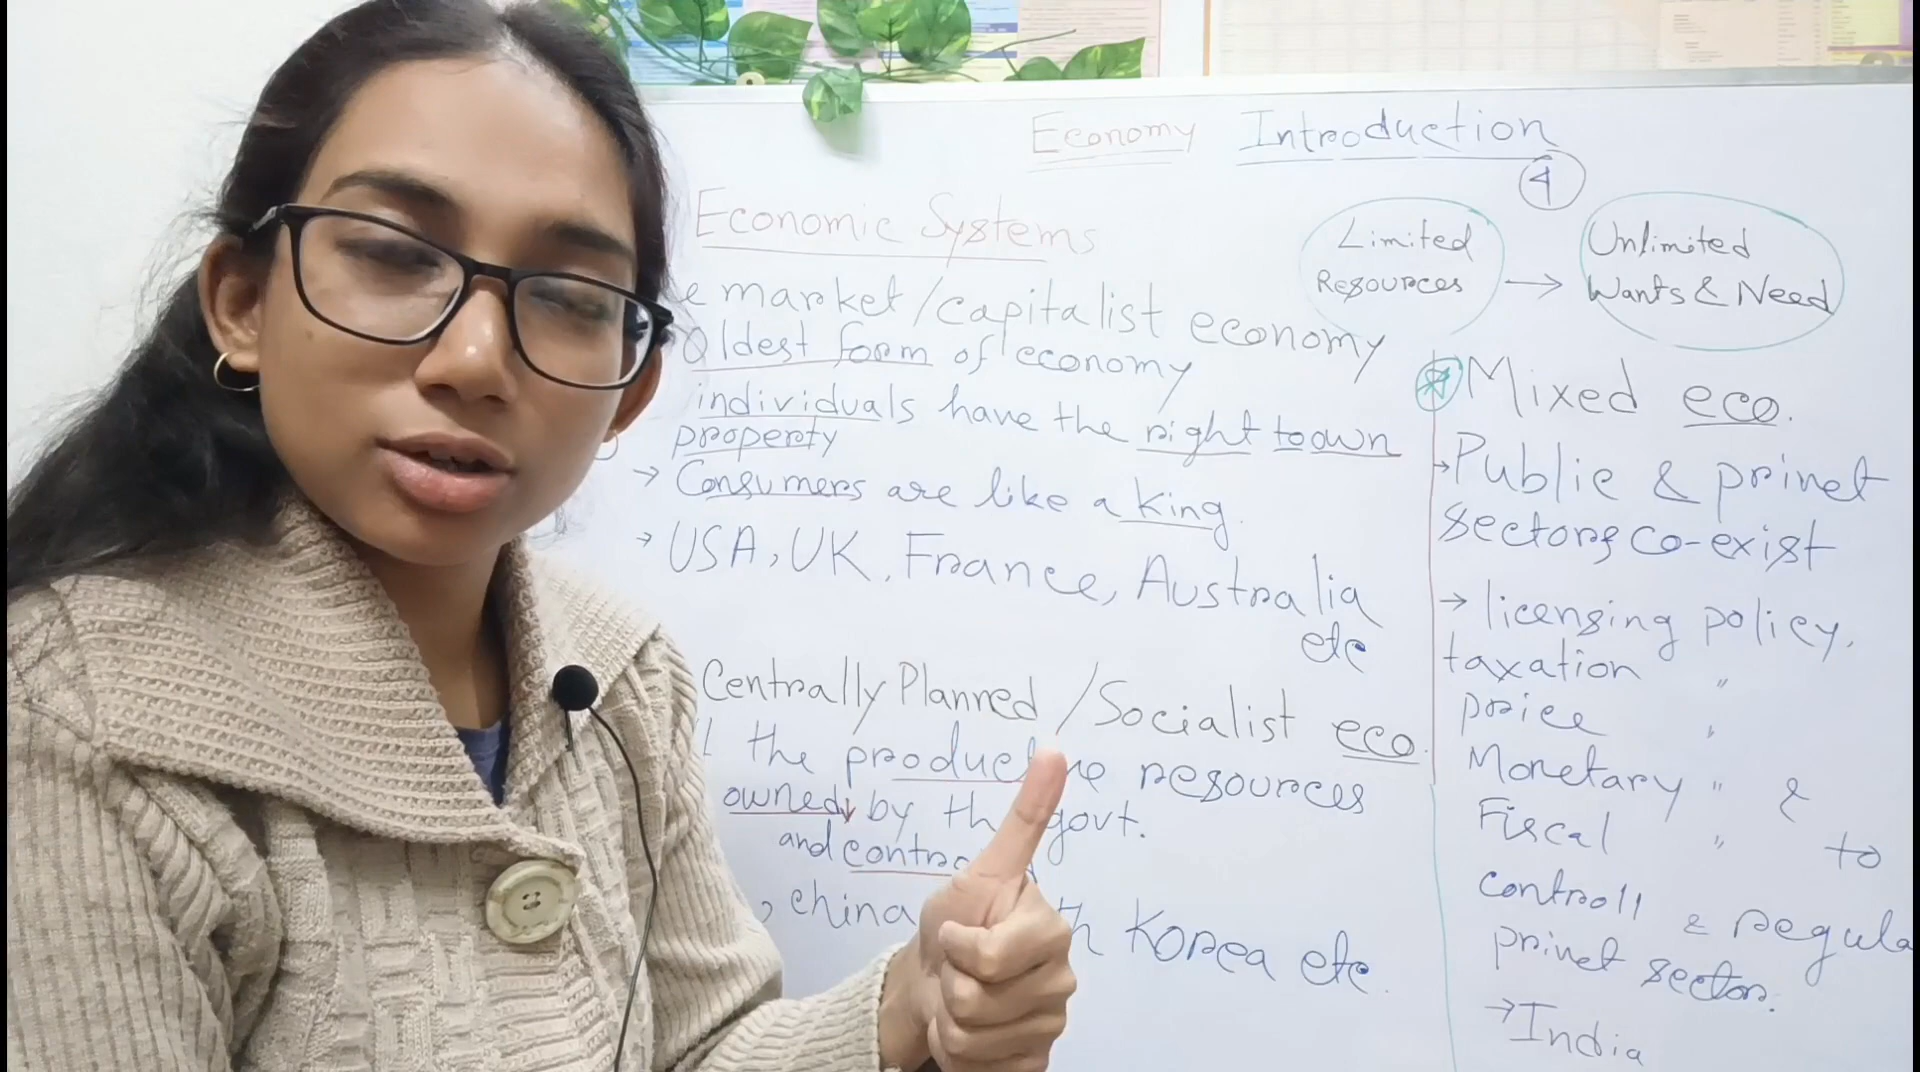 Economy Introduction
4
Economic Systems
Limited
Resources
→
Unlimited
Wants & Need
e market/capitalist economy
Oldest form of economy
individuals have the right to own
property
→ Consumers are like a king.
→ USA, UK, France, Australia
etc
Centrally Planned/Socialist eco.
the productive resources
owned by th govt.
and contro
, china th Korea etc.
Mixed eco.
→ Public & privet
sectors co-exist
→ licensing policy,
taxation "
price "
Monetary " &
Fiscal " to
controll & regula
privet sector.
→ India